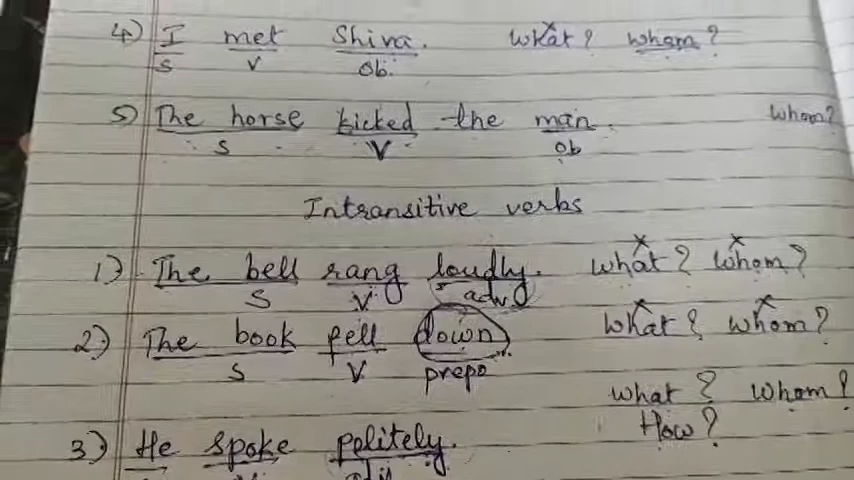 4) I met Shiva. What? Whom?
S V Ob.
5) The horse kicked the man. Whom?
S V Ob
Intransitive verbs
1) The bell rang loudly. What? Whom?
S V adv
2) The book fell down What? Whom?
S V prepo
What? Whom?
3) He spoke politely. How?